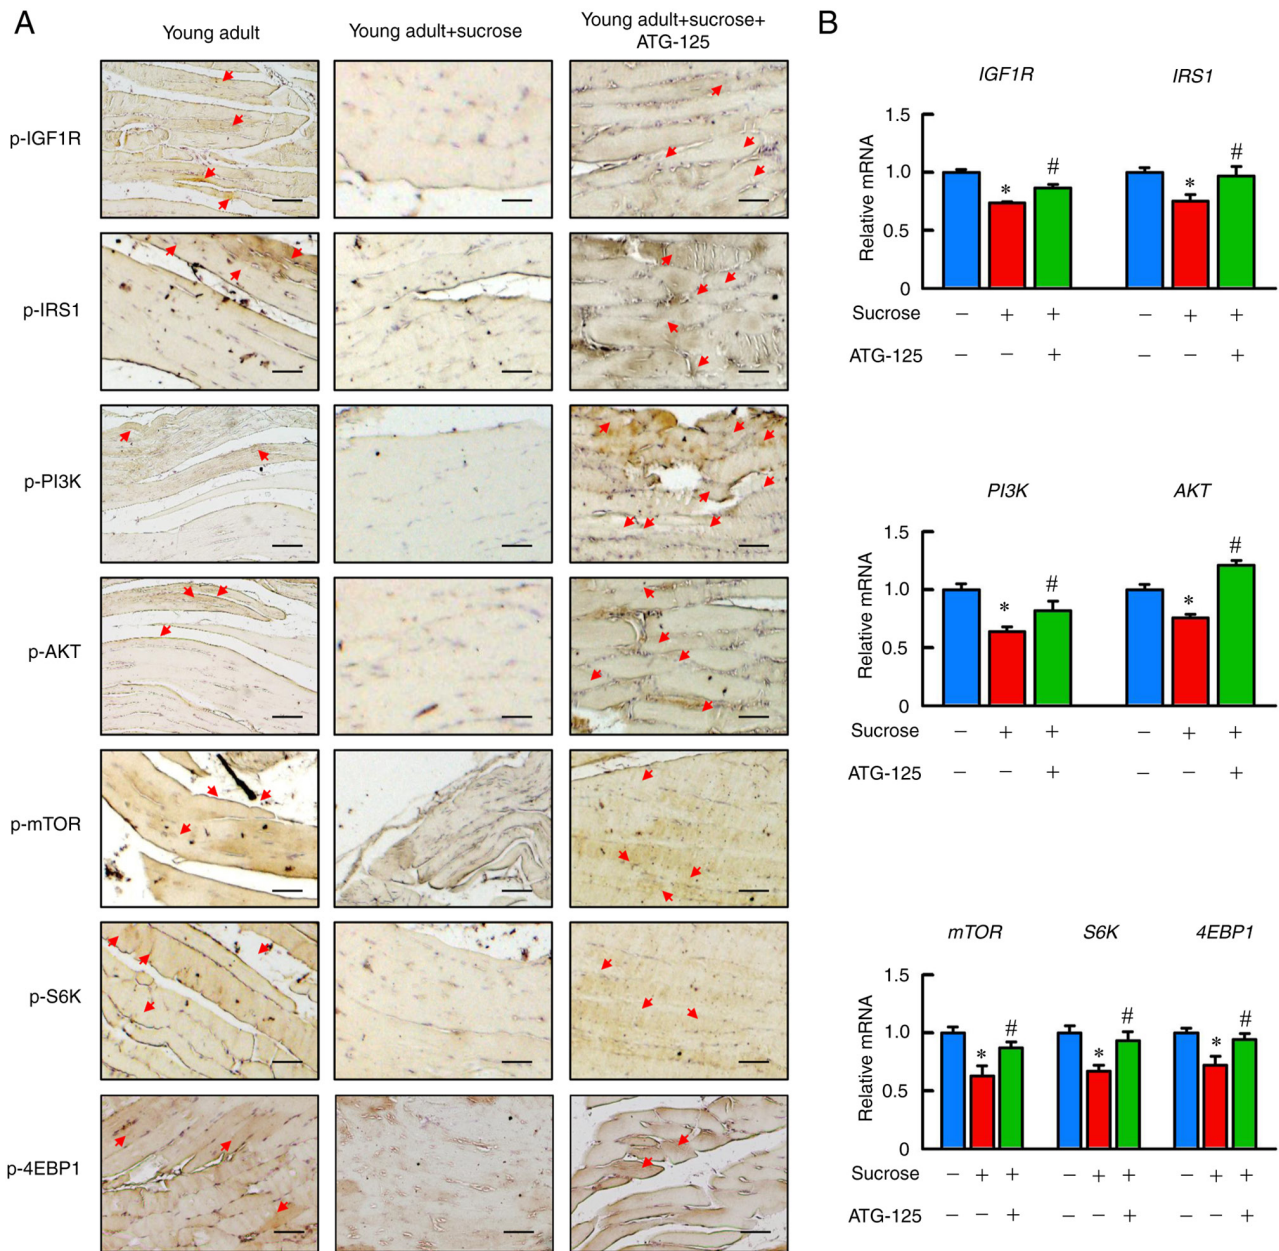 A
Young adult
Young adult+sucrose
Young adult+sucrose+
ATG-125
p-IGF1R
p-IRS1
p-PI3K
p-AKT
p-mTOR
p-S6K
p-4EBP1
B
IGF1R IRS1
Relative mRNA
1.5
1.0
0.5
0
* # * #
Sucrose − + + − + +
ATG-125 − − + − − +
PI3K AKT
Relative mRNA
1.5
1.0
0.5
0
* # * #
Sucrose − + + − + +
ATG-125 − − + − − +
mTOR S6K 4EBP1
Relative mRNA
1.5
1.0
0.5
0
* # * # * #
Sucrose − + + − + + − + +
ATG-125 − − + − − + − − +